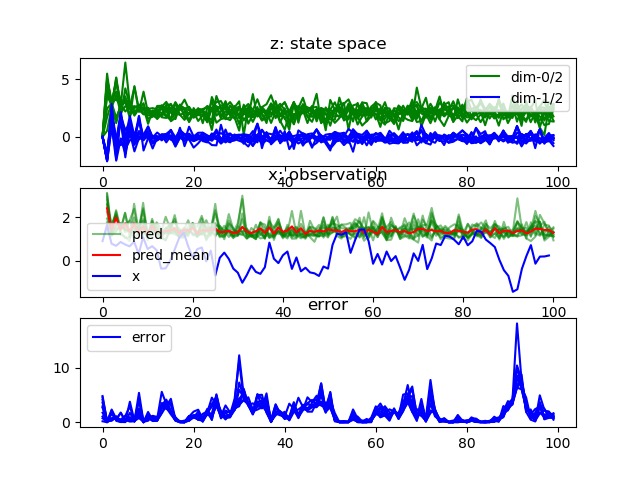 z: state space
5
0
dim-0/2
dim-1/2
0 20 40 60 80 100
x: observation
2
0
pred
pred_mean
x
0 20 40 60 80 100
error
10
0
error
0 20 40 60 80 100